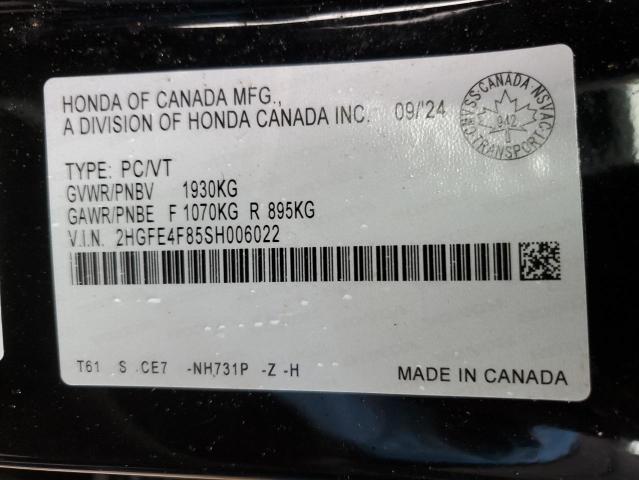 HONDA OF CANADA MFG.,
A DIVISION OF HONDA CANADA INC. 09/'24
CANADA
942
TRANSPORT
TYPE: PC/VT
GVWR/PNBV 1930KG
GAWR/PNBE F 1070KG R 895KG
V.I.N. 2HGFE4F85SH006022
T61 S .CE7 -NH731P -Z -H
MADE IN CANADA